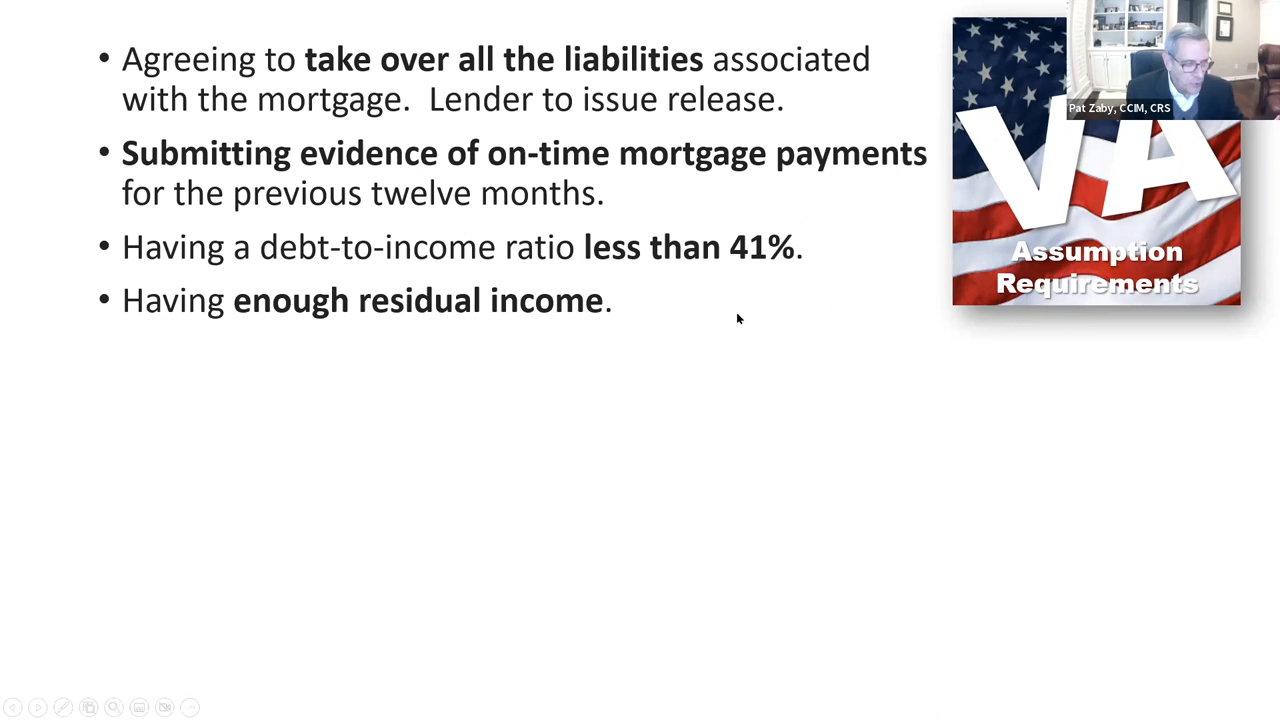 • Agreeing to take over all the liabilities associated
with the mortgage.  Lender to issue release.
• Submitting evidence of on-time mortgage payments
for the previous twelve months.
• Having a debt-to-income ratio less than 41%.
• Having enough residual income.
Pat Zaby, CCIM, CRS
VA
Assumption
Requirements